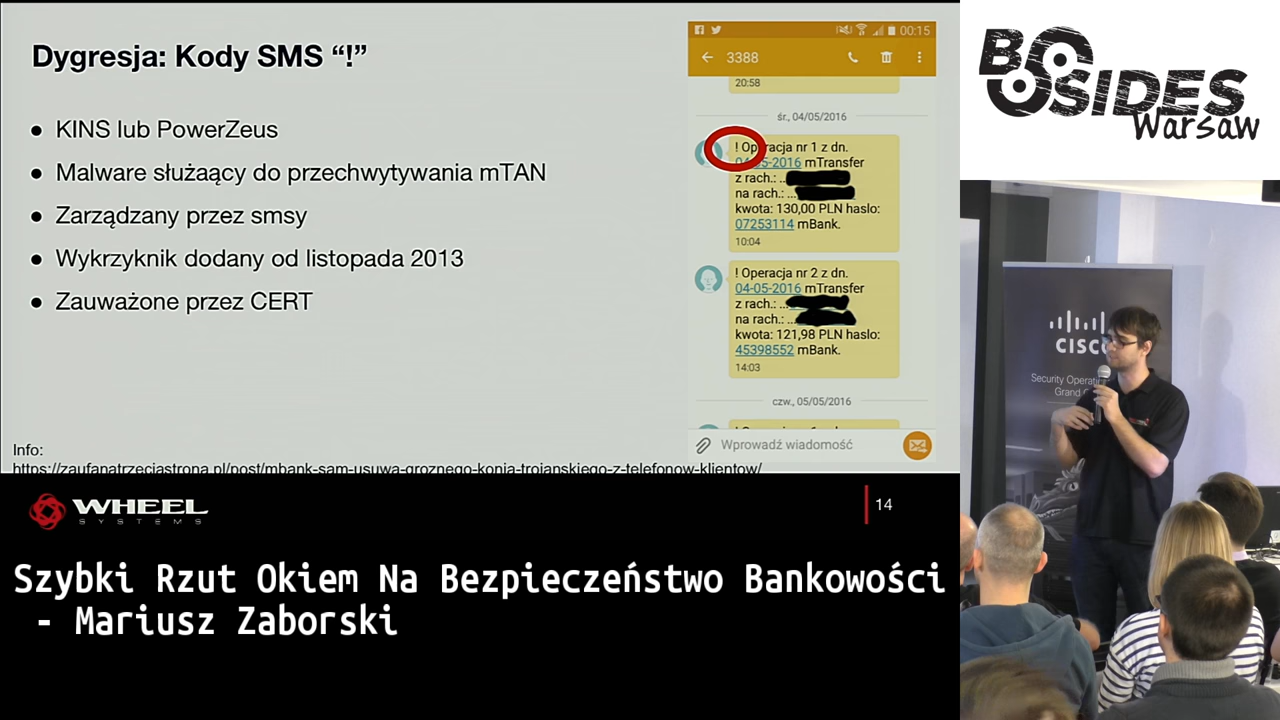 Dygresja: Kody SMS “!”
● KINS lub PowerZeus
● Malware służaący do przechwytywania mTAN
● Zarządzany przez smsy
● Wykrzyknik dodany od listopada 2013
● Zauważone przez CERT
Info:
https://zaufanatrzeciastrona.pl/post/mbank-sam-usuwa-groznego-konia-trojanskiego-z-telefonow-klientow/
00:15
3388
20:58
śr., 04/05/2016
! Operacja nr 1 z dn.
04-05-2016 mTransfer
z rach.: ..
na rach.: ...
kwota: 130,00 PLN haslo:
07253114 mBank.
10:04
! Operacja nr 2 z dn.
04-05-2016 mTransfer
z rach.: ..
na rach.: ...
kwota: 121,98 PLN haslo:
45398552 mBank.
14:03
czw., 05/05/2016
Wprowadź wiadomość
WHEEL
SYSTEMS
14
Szybki Rzut Okiem Na Bezpieczeństwo Bankowości
- Mariusz Zaborski
BSIDES
Warsaw
CISCO
Security Operati
Grand